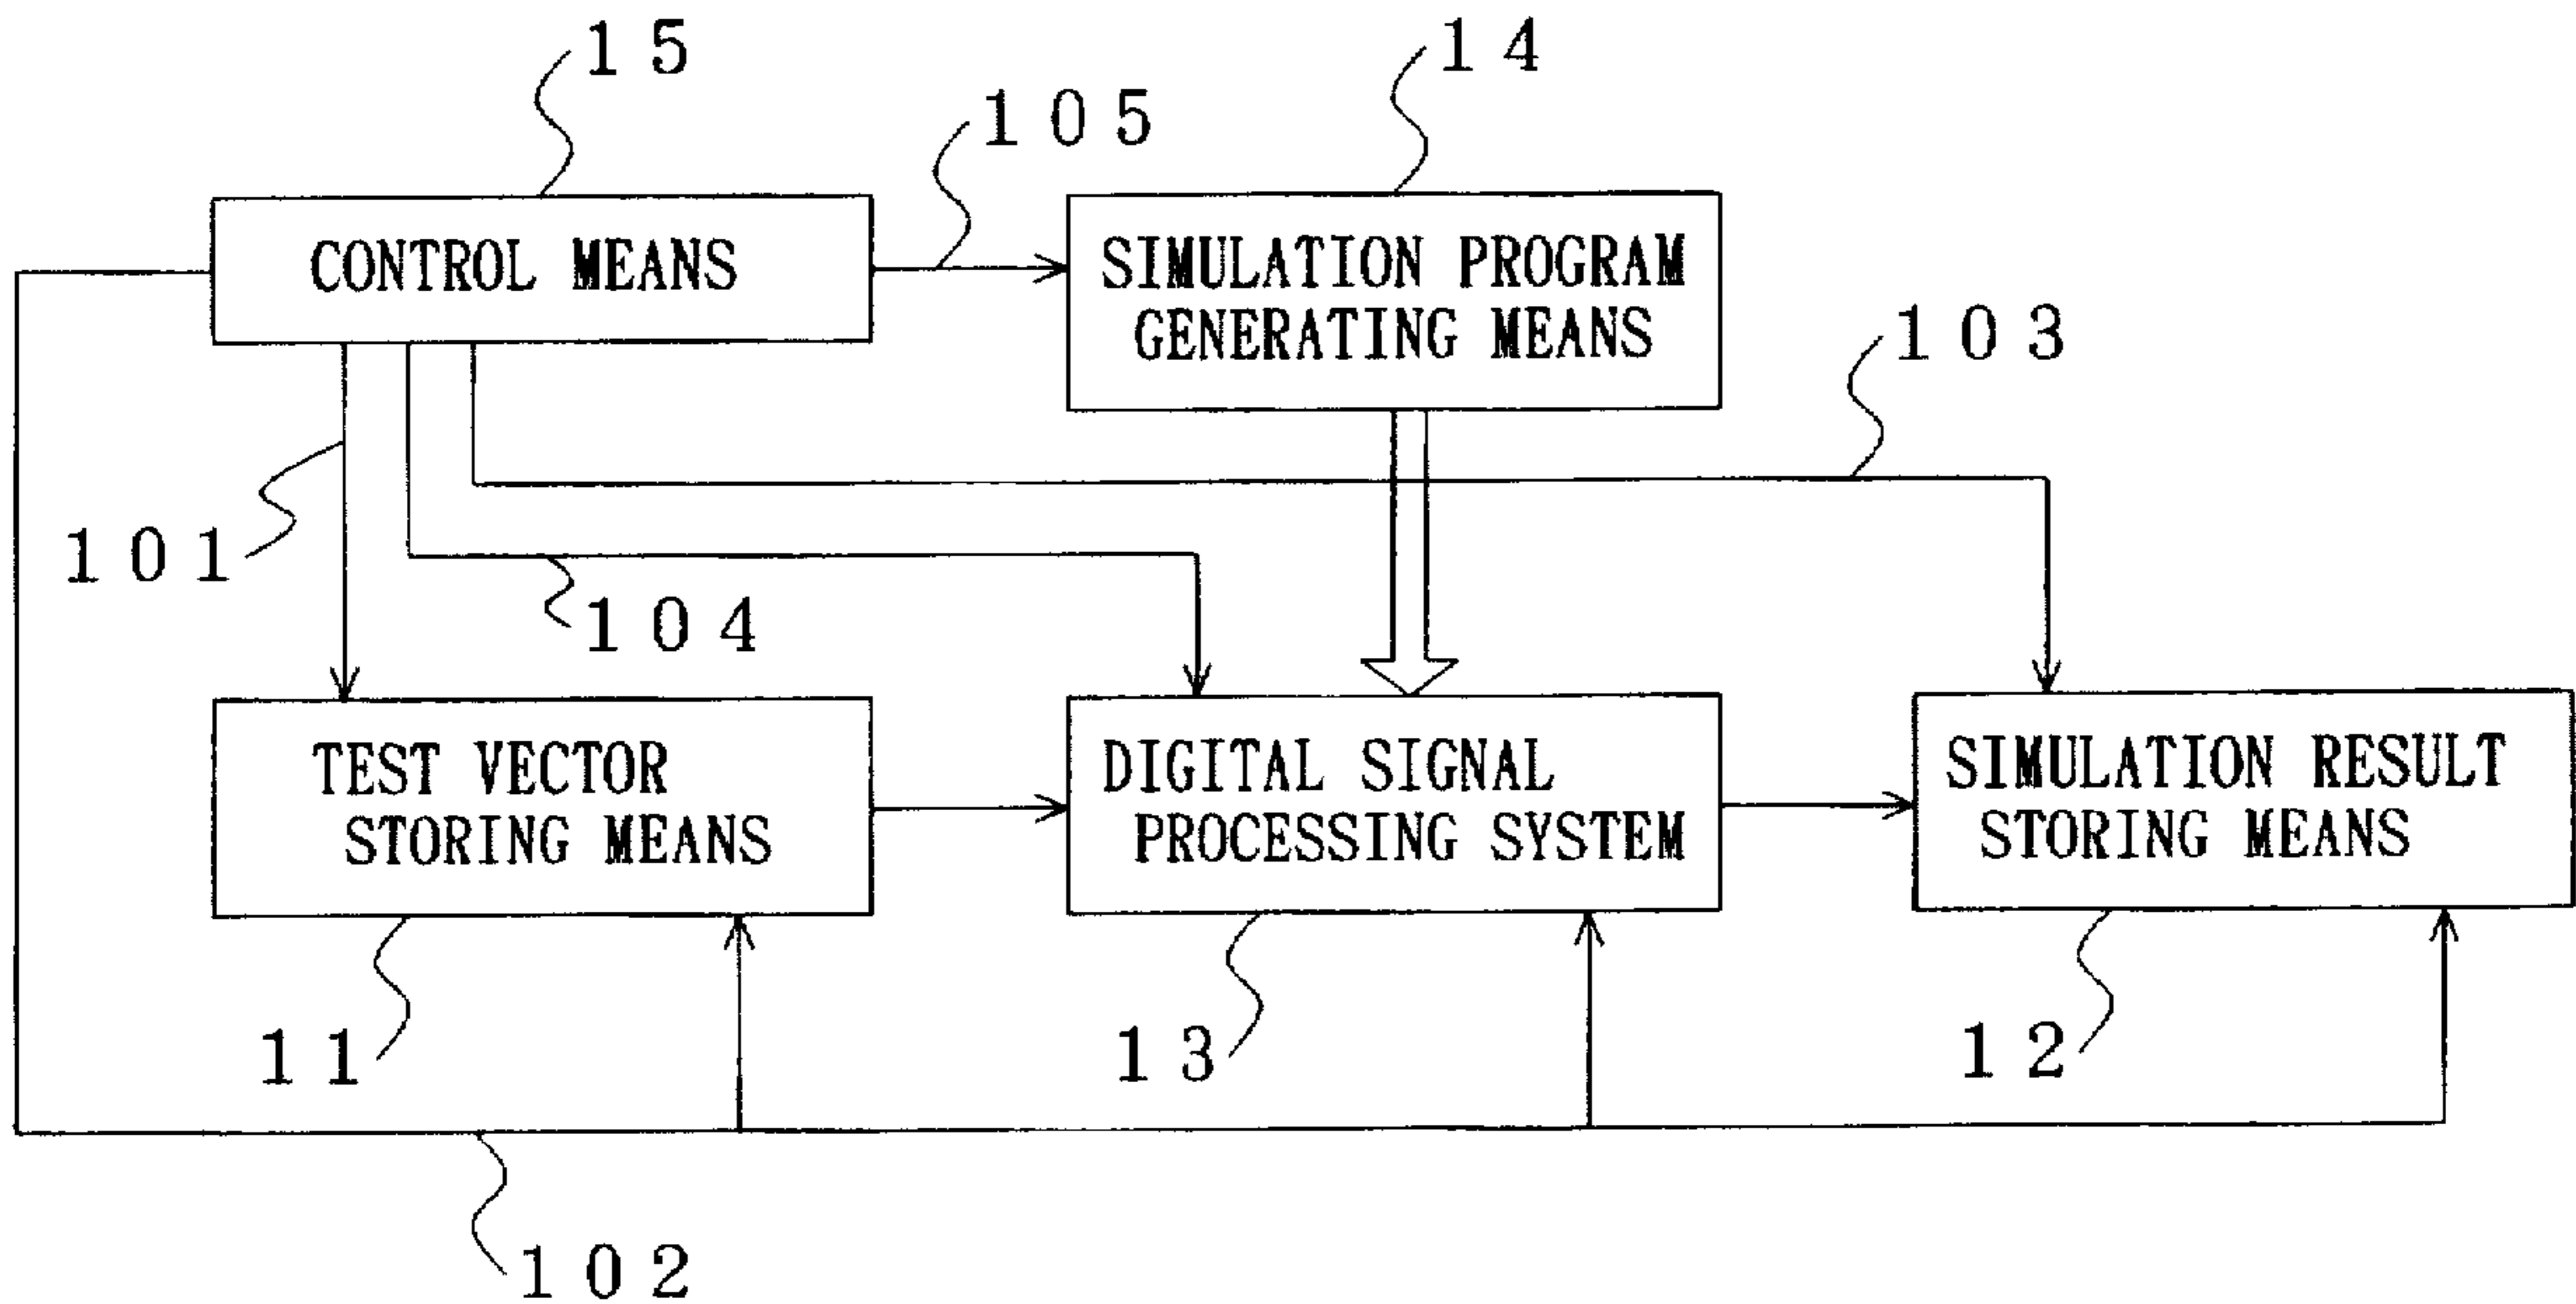 15
14
105
CONTROL MEANS
SIMULATION PROGRAM
GENERATING MEANS
103
101
104
TEST VECTOR
STORING MEANS
DIGITAL SIGNAL
PROCESSING SYSTEM
SIMULATION RESULT
STORING MEANS
11
13
12
102